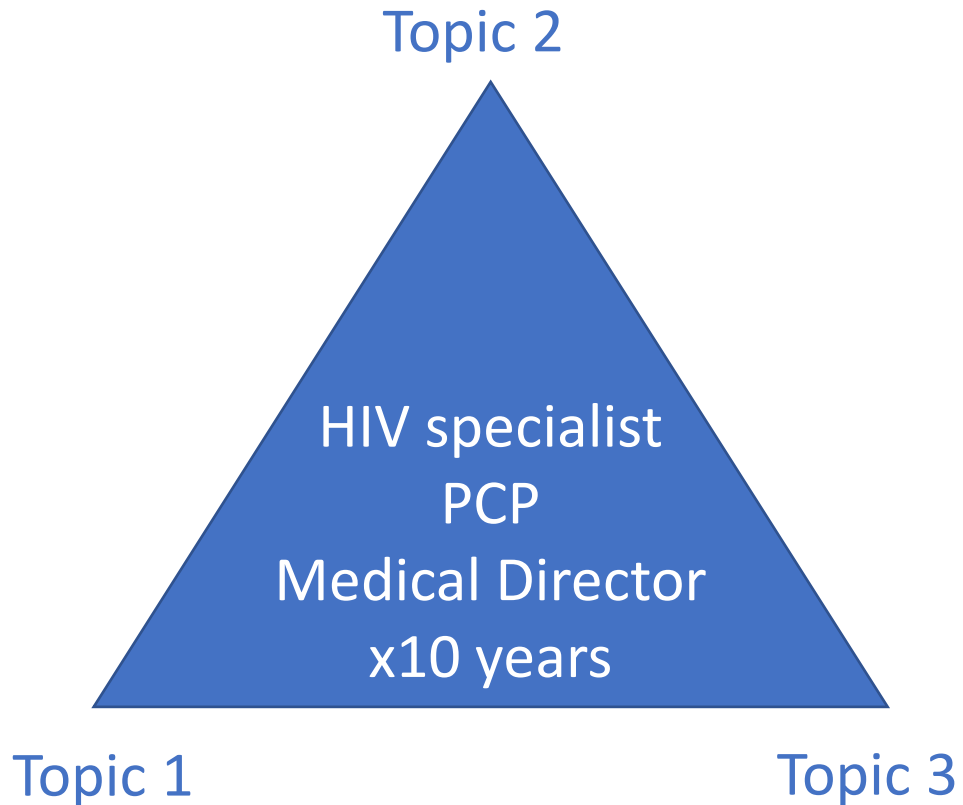 Topic 2
HIV specialist
PCP
Medical Director
x10 years
Topic 1
Topic 3